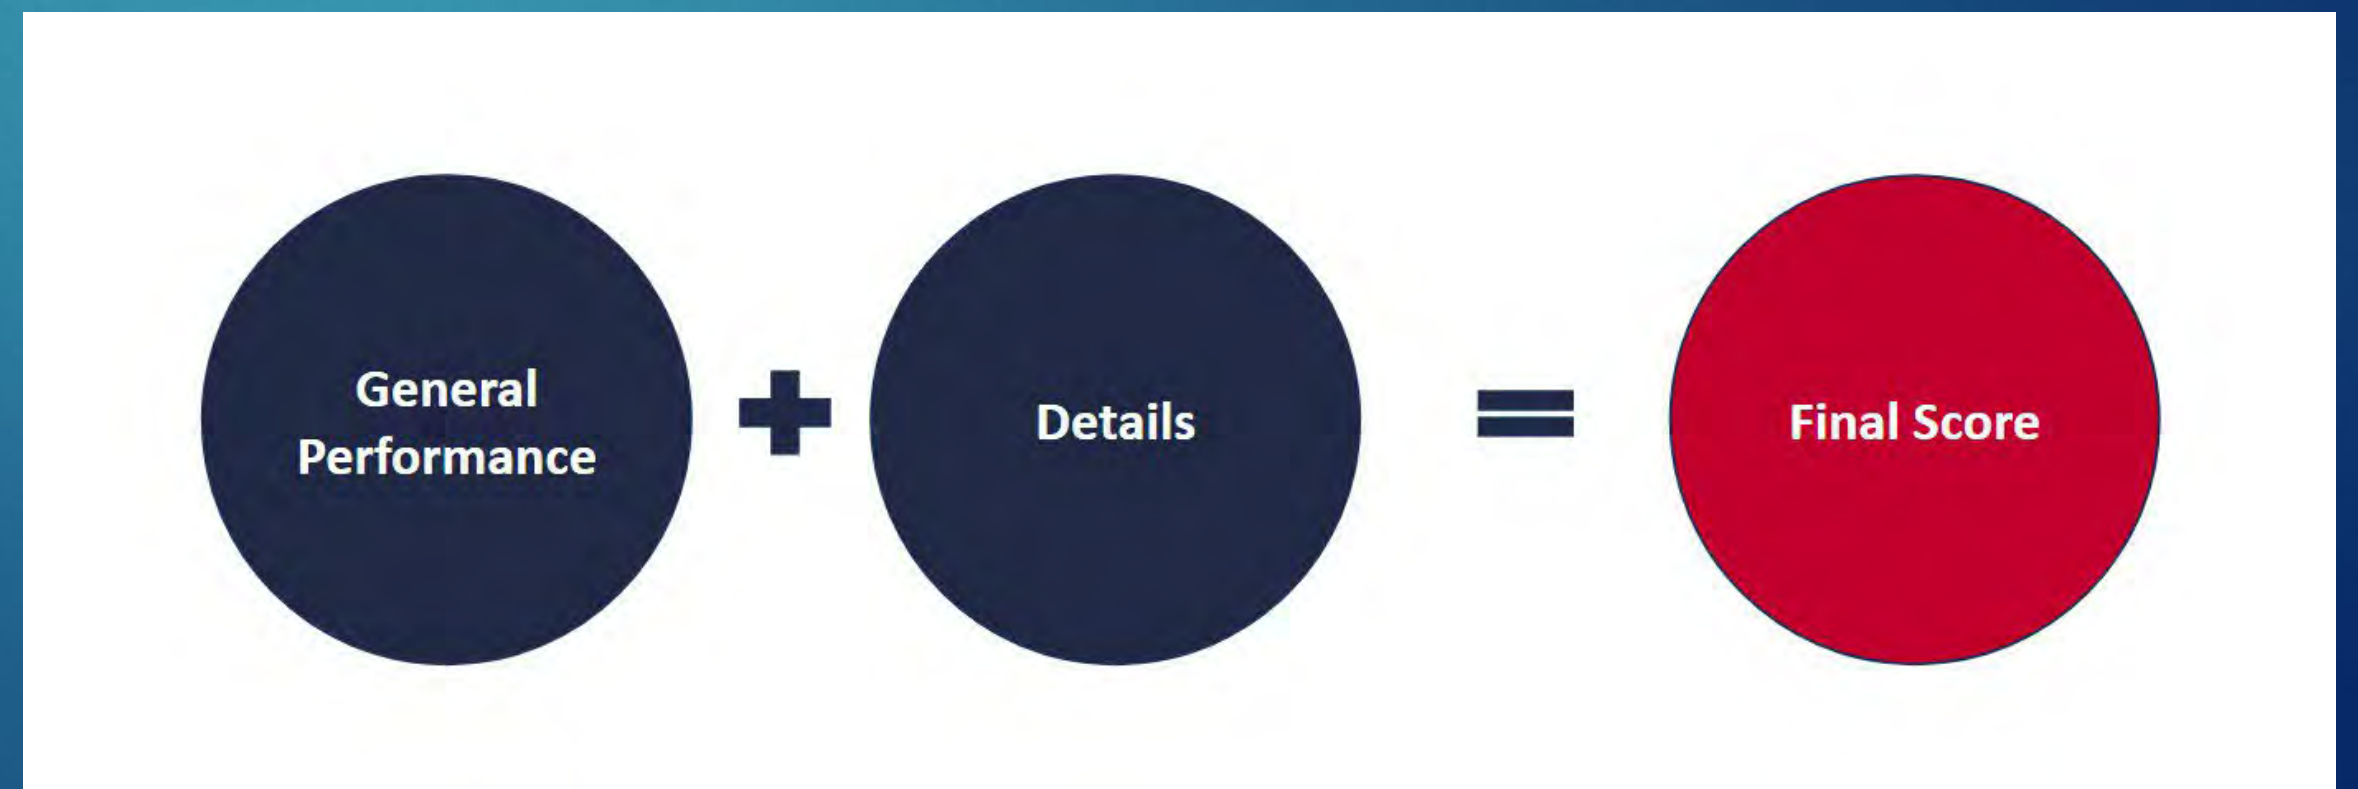 General
Performance
+
Details
=
Final Score